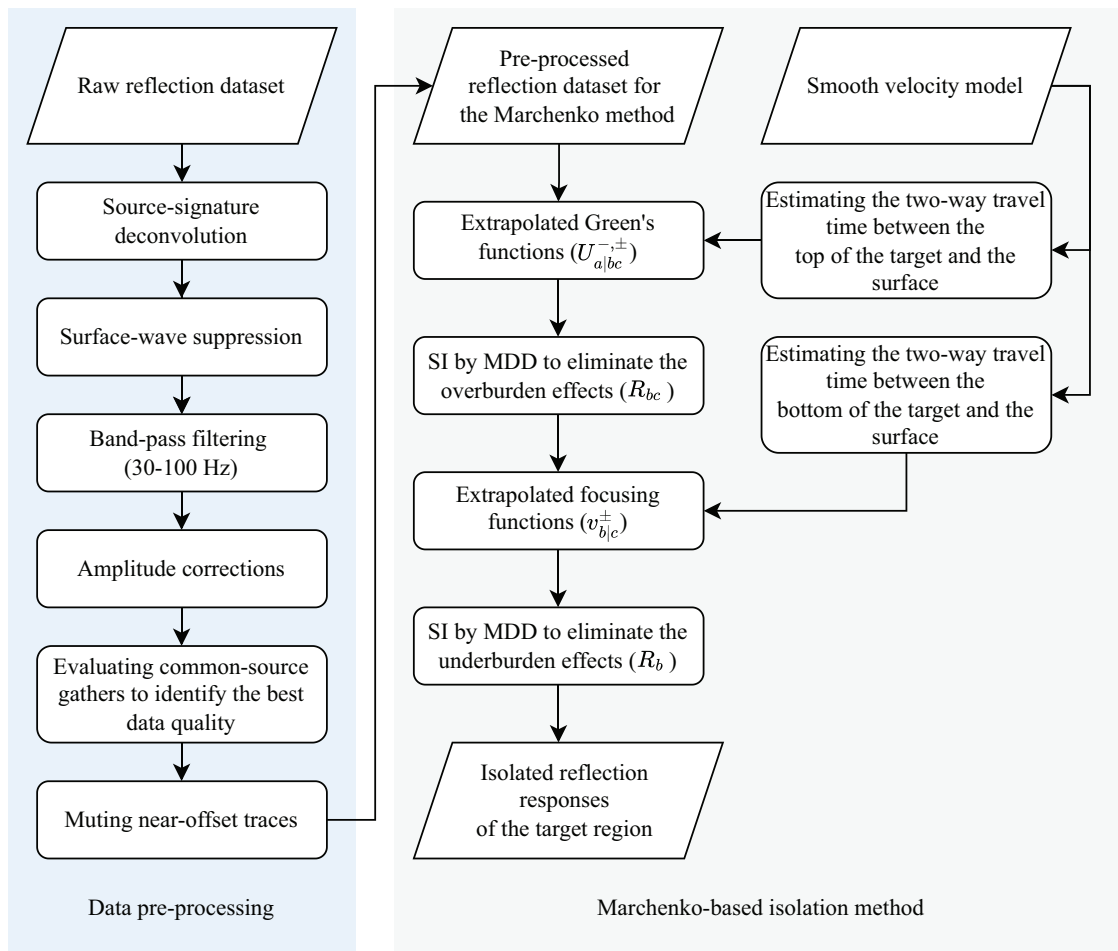 Raw reflection dataset
Source-signature
deconvolution
Surface-wave suppression
Band-pass filtering
(30-100 Hz)
Amplitude corrections
Evaluating common-source
gathers to identify the best
data quality
Muting near-offset traces
Data pre-processing
Pre-processed
reflection dataset for
the Marchenko method
Extrapolated Green's
functions ($U_{a|bc}^{-,\pm}$)
SI by MDD to eliminate the
overburden effects ($R_{bc}$ )
Extrapolated focusing
functions ($v_{b|c}^{\pm}$)
SI by MDD to eliminate the
underburden effects ($R_b$ )
Isolated reflection
responses
of the target region
Smooth velocity model
Estimating the two-way travel
time between the
top of the target and the
surface
Estimating the two-way travel
time between the
bottom of the target and the
surface
Marchenko-based isolation method